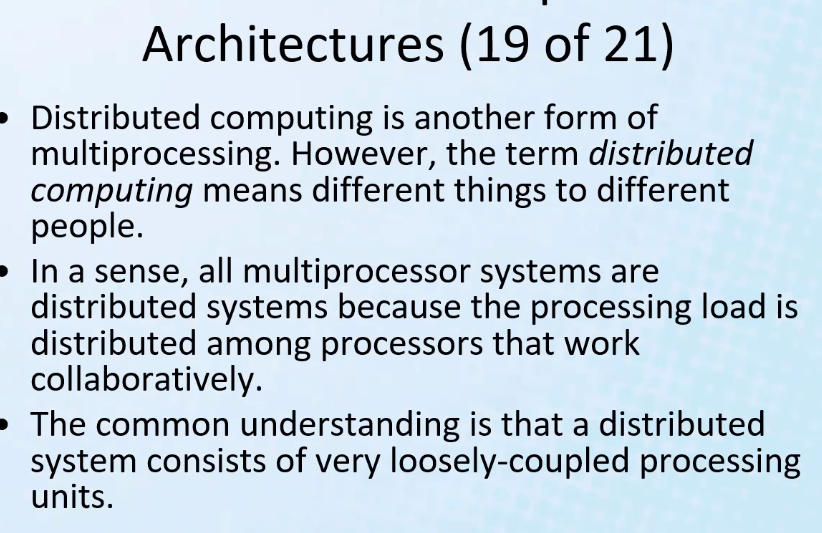 Architectures (19 of 21)
• Distributed computing is another form of
multiprocessing. However, the term distributed
computing means different things to different
people.
• In a sense, all multiprocessor systems are
distributed systems because the processing load is
distributed among processors that work
collaboratively.
• The common understanding is that a distributed
system consists of very loosely-coupled processing
units.